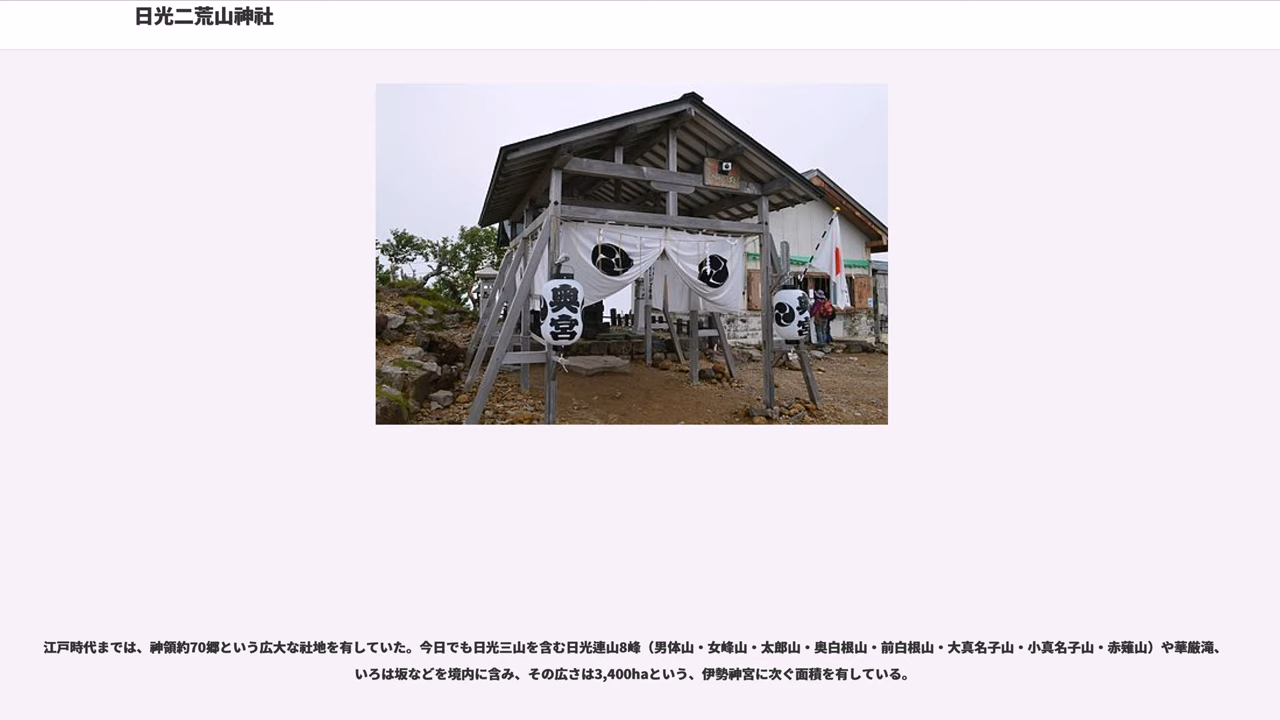 日光二荒山神社
奥宮
奥宮
江戸時代までは、神領約70郷という広大な社地を有していた。今日でも日光三山を含む日光連山8峰（男体山・女峰山・太郎山・奥白根山・前白根山・大真名子山・小真名子山・赤薙山）や華厳滝、
いろは坂などを境内に含み、その広さは3,400haという、伊勢神宮に次ぐ面積を有している。